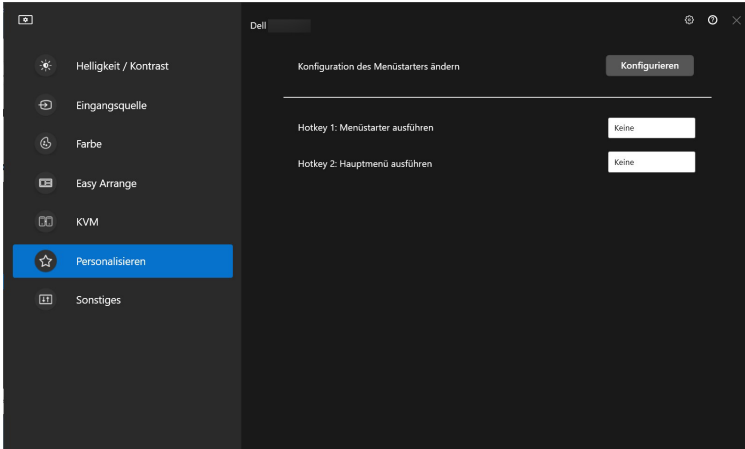 Dell
Helligkeit / Kontrast
Eingangsquelle
Farbe
Easy Arrange
KVM
Personalisieren
Sonstiges
Konfiguration des Menüstarters ändern
Konfigurieren
Hotkey 1: Menüstarter ausführen
Keine
Hotkey 2: Hauptmenü ausführen
Keine